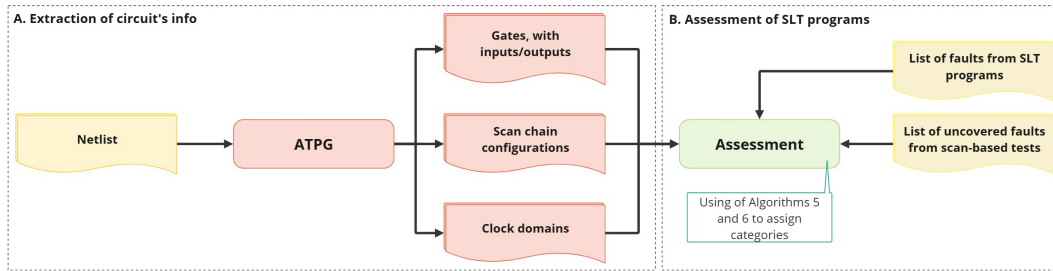 A. Extraction of circuit's info
Netlist
ATPG
Gates, with
inputs/outputs
Scan chain
configurations
Clock domains
B. Assessment of SLT programs
List of faults from SLT
programs
Assessment
List of uncovered faults
from scan-based tests
Using of Algorithms 5
and 6 to assign
categories